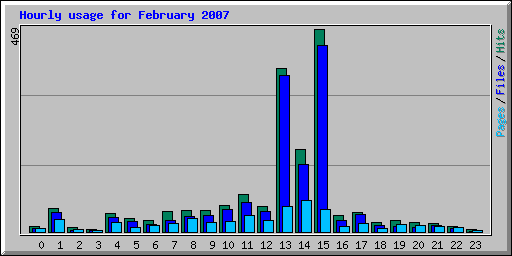 Hourly usage for February 2007
469
Pages / Files / Hits
0 1 2 3 4 5 6 7 8 9 10 11 12 13 14 15 16 17 18 19 20 21 22 23